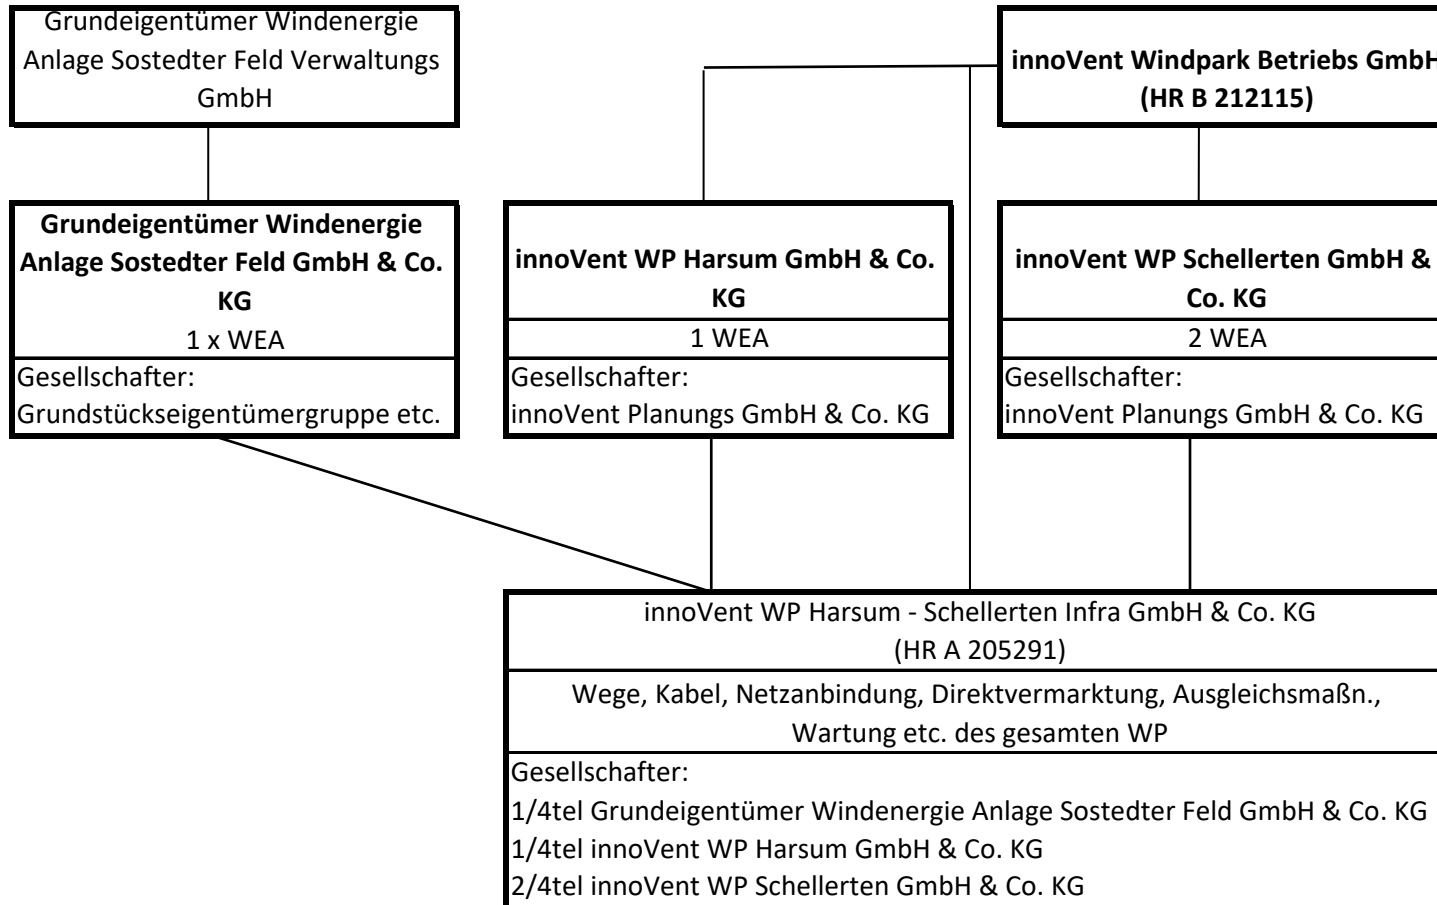 Grundeigentümer Windenergie
Anlage Sostedter Feld Verwaltungs
GmbH
innoVent Windpark Betriebs GmbH
(HR B 212115)
Grundeigentümer Windenergie
Anlage Sostedter Feld GmbH & Co.
KG
1 x WEA
Gesellschafter:
Grundstückseigentümergruppe etc.
innoVent WP Harsum GmbH & Co.
KG
1 WEA
Gesellschafter:
innoVent Planungs GmbH & Co. KG
innoVent WP Schellerten GmbH &
Co. KG
2 WEA
Gesellschafter:
innoVent Planungs GmbH & Co. KG
innoVent WP Harsum - Schellerten Infra GmbH & Co. KG
(HR A 205291)
Wege, Kabel, Netzanbindung, Direktvermarktung, Ausgleichsmaßn.,
Wartung etc. des gesamten WP
Gesellschafter:
1/4tel Grundeigentümer Windenergie Anlage Sostedter Feld GmbH & Co. KG
1/4tel innoVent WP Harsum GmbH & Co. KG
2/4tel innoVent WP Schellerten GmbH & Co. KG